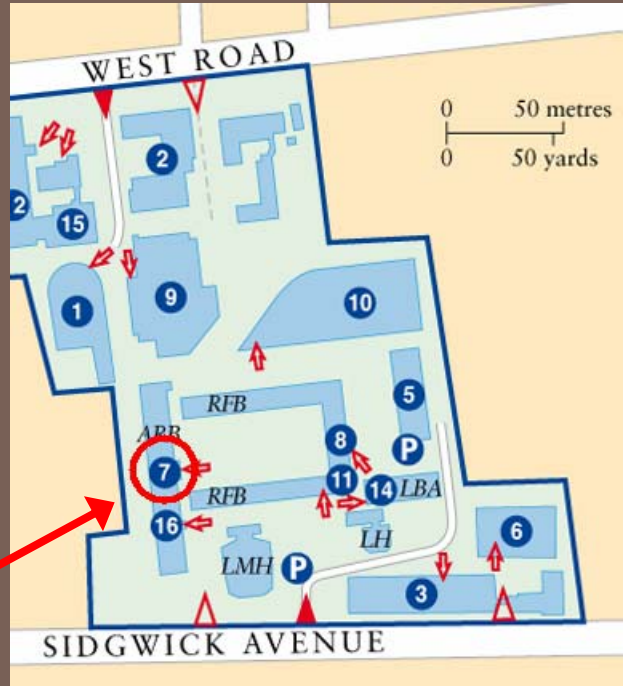 WEST ROAD
0 50 metres
0 50 yards
2
2
15
1
9
10
5
RFB
ARB
8
P
7
11
14
LBA
RFB
16
LH
6
LMH
P
3
SIDGWICK AVENUE